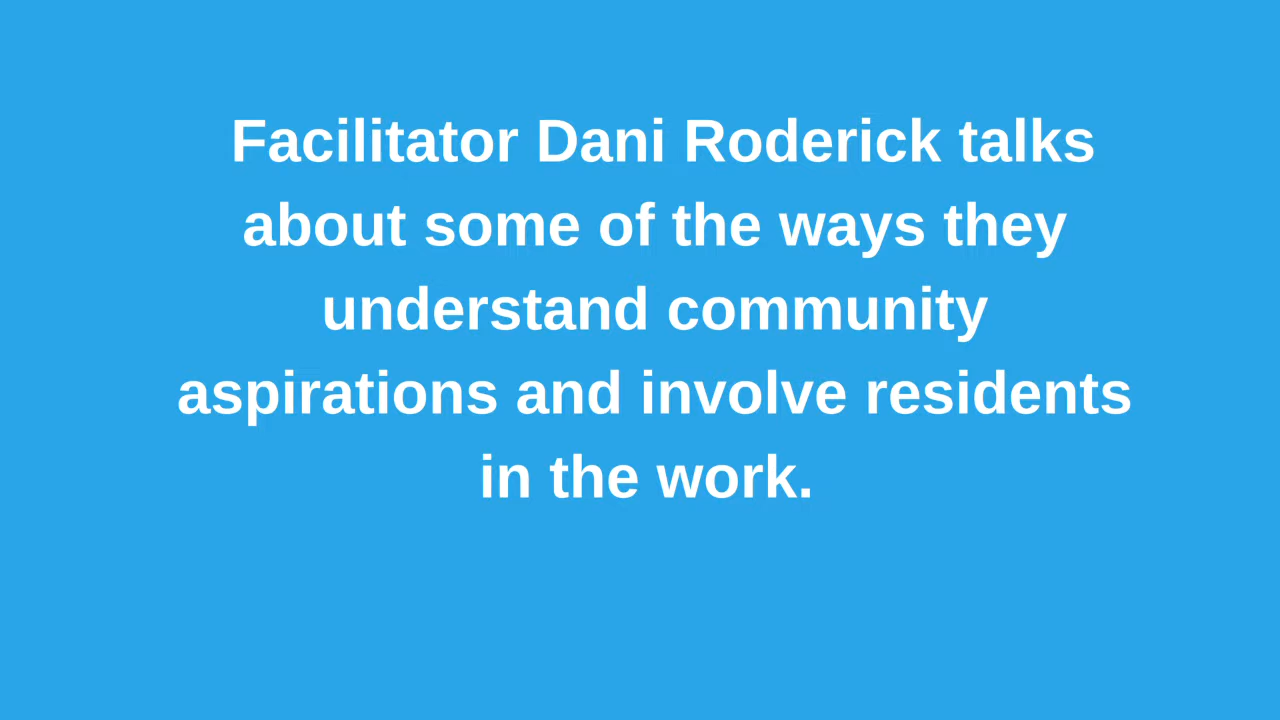 Facilitator Dani Roderick talks
about some of the ways they
understand community
aspirations and involve residents
in the work.